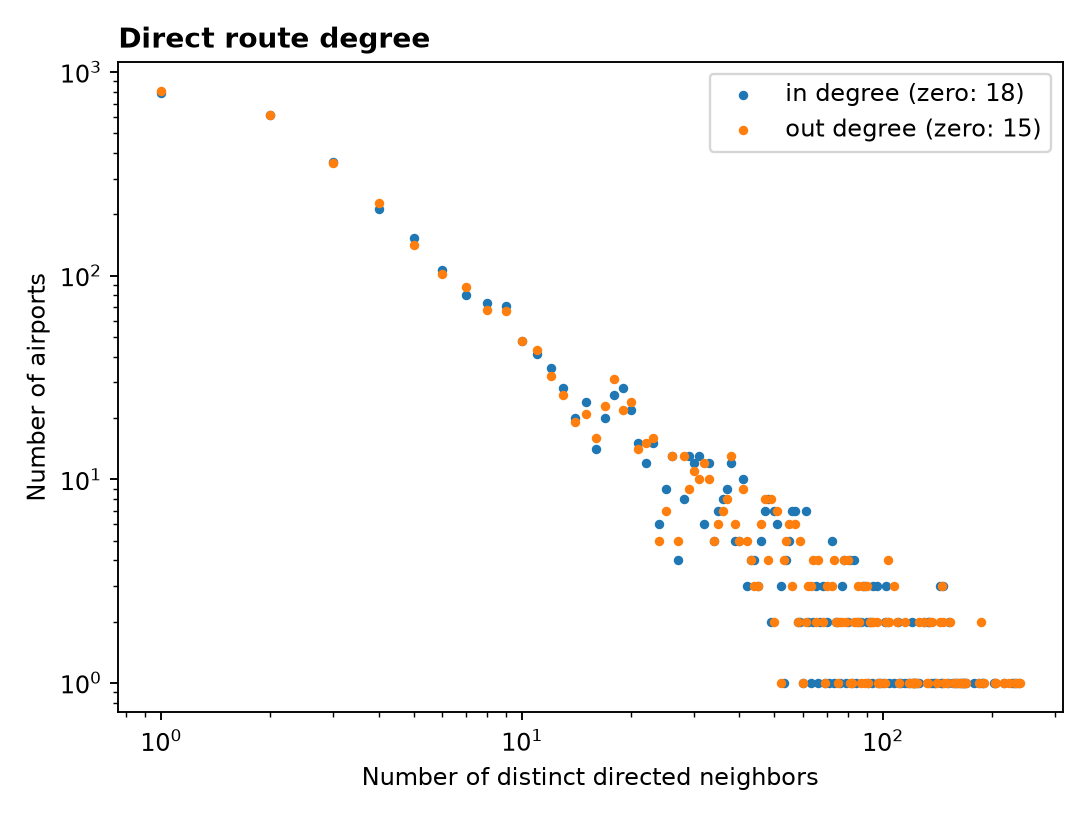 Direct route degree
in degree (zero: 18)
out degree (zero: 15)
Number of airports
10³
10²
10¹
10⁰
10⁰
10¹
10²
Number of distinct directed neighbors